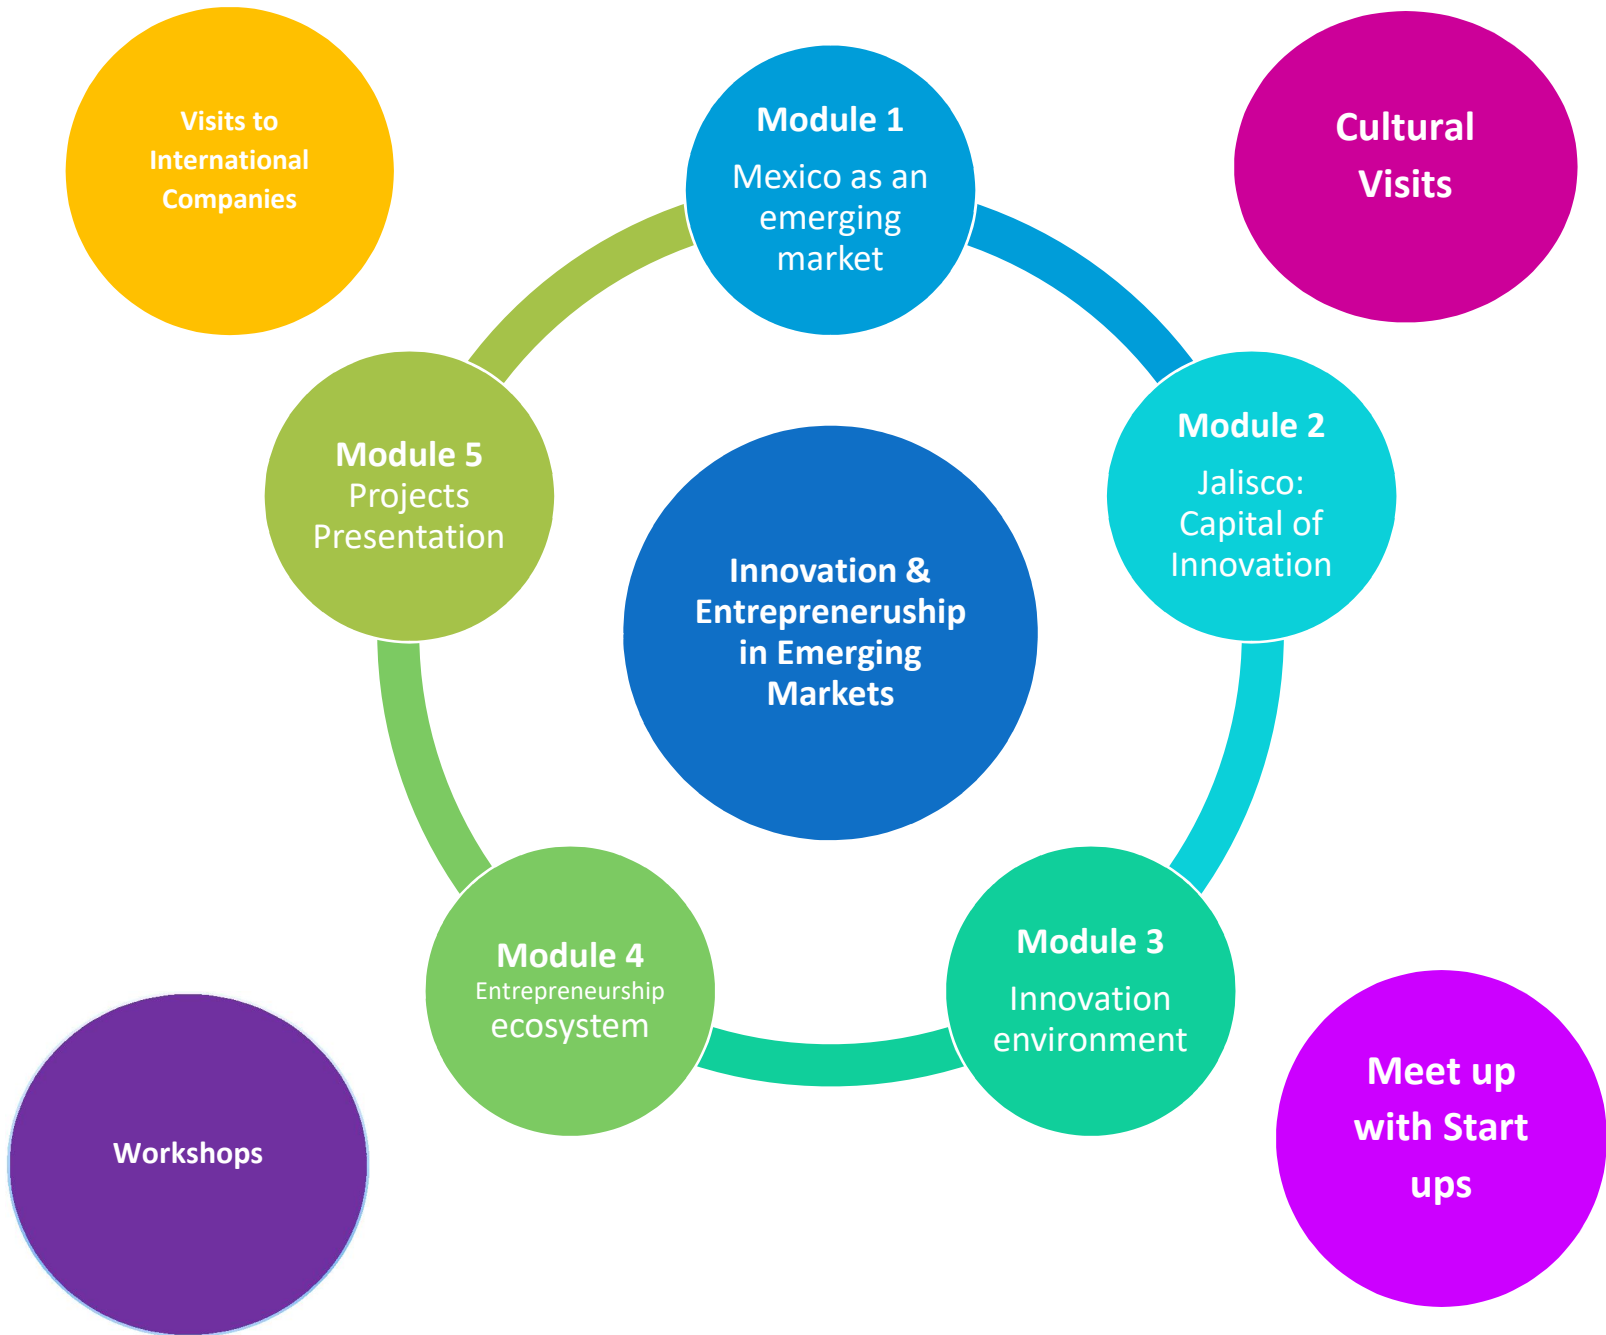 Visits to
International
Companies
Module 1
Mexico as an
emerging
market
Cultural
Visits
Module 5
Projects
Presentation
Module 2
Jalisco:
Capital of
Innovation
Innovation &
Entrepreneruship
in Emerging
Markets
Module 4
Entrepreneurship
ecosystem
Module 3
Innovation
environment
Workshops
Meet up
with Start
ups